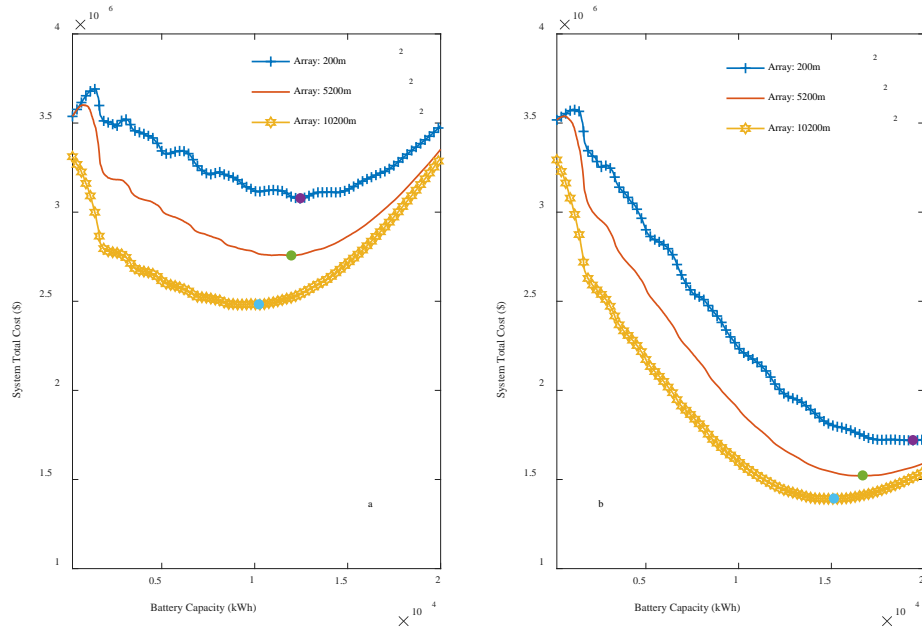 × 10 6
4
3.5
3
2.5
2
1.5
1
System Total Cost ($)
Array: 200m 2
Array: 5200m 2
Array: 10200m 2
a
0.5 1 1.5 2
Battery Capacity (kWh)
× 10 4
× 10 6
4
3.5
3
2.5
2
1.5
1
System Total Cost ($)
Array: 200m 2
Array: 5200m 2
Array: 10200m 2
b
0.5 1 1.5 2
Battery Capacity (kWh)
× 10 4